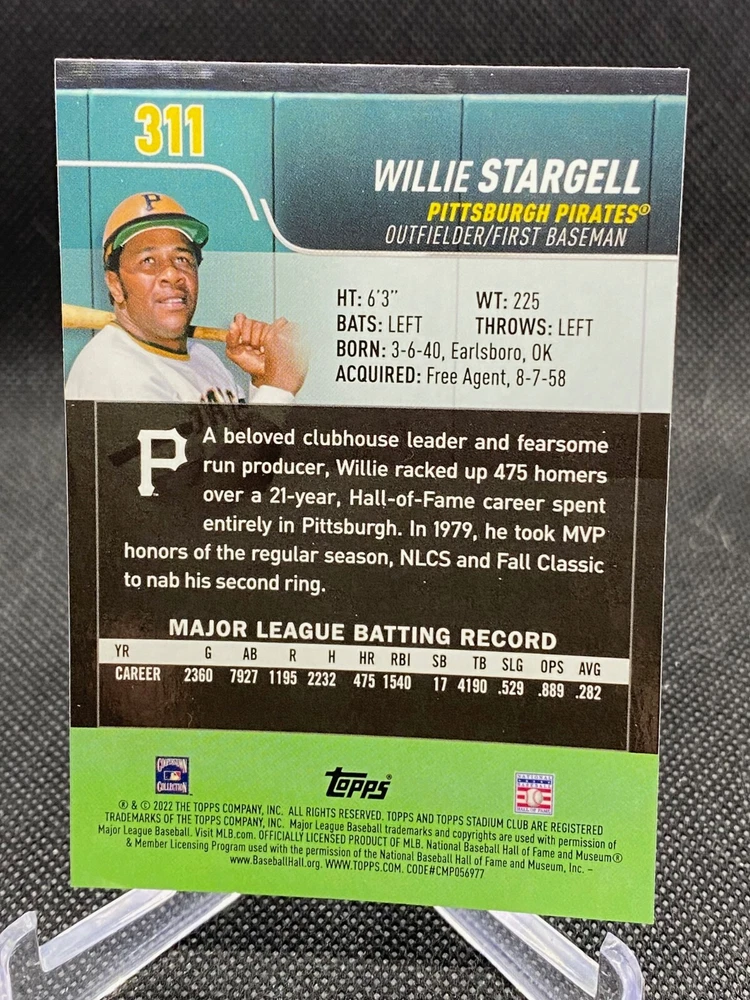 311
WILLIE STARGELL
PITTSBURGH PIRATES®
OUTFIELDER/FIRST BASEMAN
P
HT: 6'3" WT: 225
BATS: LEFT THROWS: LEFT
BORN: 3-6-40, Earlsboro, OK
ACQUIRED: Free Agent, 8-7-58
P
A beloved clubhouse leader and fearsome
run producer, Willie racked up 475 homers
over a 21-year, Hall-of-Fame career spent
entirely in Pittsburgh. In 1979, he took MVP
honors of the regular season, NLCS and Fall Classic
to nab his second ring.
MAJOR LEAGUE BATTING RECORD
YR G AB R H HR RBI SB TB SLG OPS AVG
CAREER 2360 7927 1195 2232 475 1540 17 4190 .529 .889 .282
COOPERSTOWN
COLLECTION
topps®
NATIONAL
BASEBALL
HALL OF FAME
® & © 2022 THE TOPPS COMPANY, INC. ALL RIGHTS RESERVED. TOPPS AND TOPPS STADIUM CLUB ARE REGISTERED
TRADEMARKS OF THE TOPPS COMPANY, INC. Major League Baseball trademarks and copyrights are used with permission of
Major League Baseball. Visit MLB.com. OFFICIALLY LICENSED PRODUCT OF MLB. National Baseball Hall of Fame and Museum®
& Member Licensing Program used with the permission of the National Baseball Hall of Fame and Museum, Inc. –
www.BaseballHall.org. WWW.TOPPS.COM. CODE#CMP056977